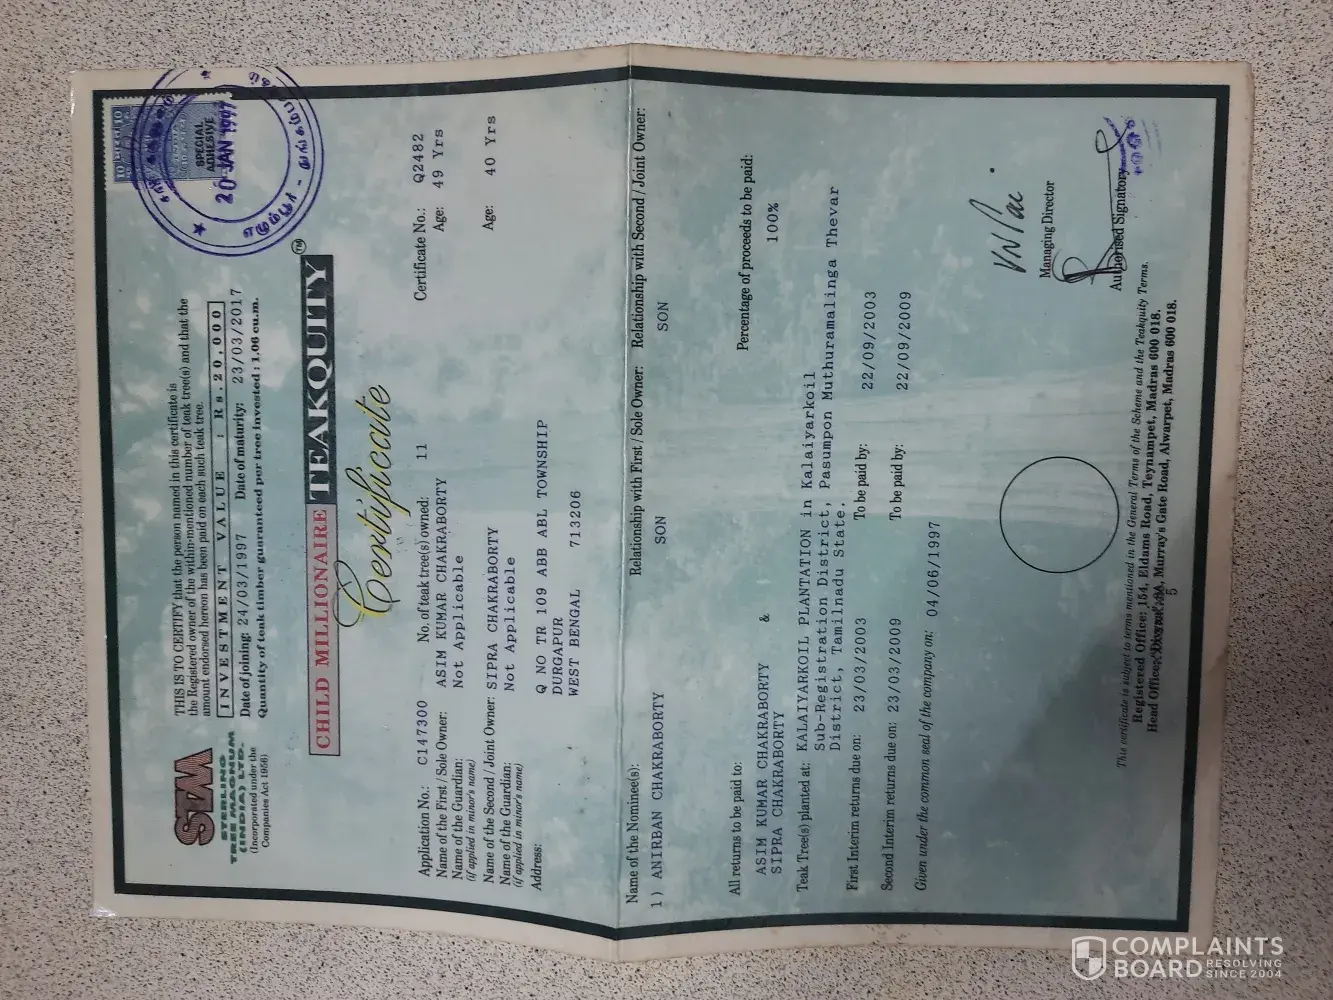 STM
STERLING
TREE MAGNUM
(INDIA) LTD.
(Incorporated under the
Companies Act 1956)
THIS IS TO CERTIFY that the person named in this certificate is
the Registered owner of the within-mentioned number of teak tree(s) and that the
amount endorsed hereon has been paid on each such teak tree.
INVESTMENT VALUE : Rs.20,000
Date of joining: 24/03/1997 Date of maturity: 23/03/2017
Quantity of teak timber guaranteed per tree invested : 1.06 cu.m.
SPECIAL
ADHESIVE
20 JAN 1997
எழும்பூர்
CHILD MILLIONAIRE TEAKQUITY TM
Certificate
Application No.: C147300 No. of teak tree(s) owned: 11 Certificate No.: Q2482
Name of the First / Sole Owner: ASIM KUMAR CHAKRABORTY Age: 49 Yrs
Name of the Guardian: Not Applicable
(if applied in minor's name)
Name of the Second / Joint Owner: SIPRA CHAKRABORTY Age: 40 Yrs
Name of the Guardian: Not Applicable
(if applied in minor's name)
Address: Q NO TR 109 ABB ABL TOWNSHIP
DURGAPUR
WEST BENGAL 713206
Name of the Nominee(s): Relationship with First / Sole Owner: Relationship with Second / Joint Owner:
1) ANIRBAN CHAKRABORTY SON SON
All returns to be paid to: Percentage of proceeds to be paid:
ASIM KUMAR CHAKRABORTY & 100%
SIPRA CHAKRABORTY
Teak Tree(s) planted at: KALAIYARKOIL PLANTATION in Kalaiyarkoil
Sub-Registration District, Pasumpon Muthuramalinga Thevar
District, Tamilnadu State.
First Interim returns due on: 23/03/2003 To be paid by: 22/09/2003
Second Interim returns due on: 23/03/2009 To be paid by: 22/09/2009
Given under the common seal of the company on: 04/06/1997
Managing Director
Authorised Signatory
This certificate is subject to terms mentioned in the General Terms of the Scheme and the Teakquity Terms.
Registered Office: 154, Eldams Road, Teynampet, Madras 600 018.
Head Office: Murray's Gate Road, Alwarpet, Madras 600 018.
5
COMPLAINTS
BOARD RESOLVING
SINCE 2004